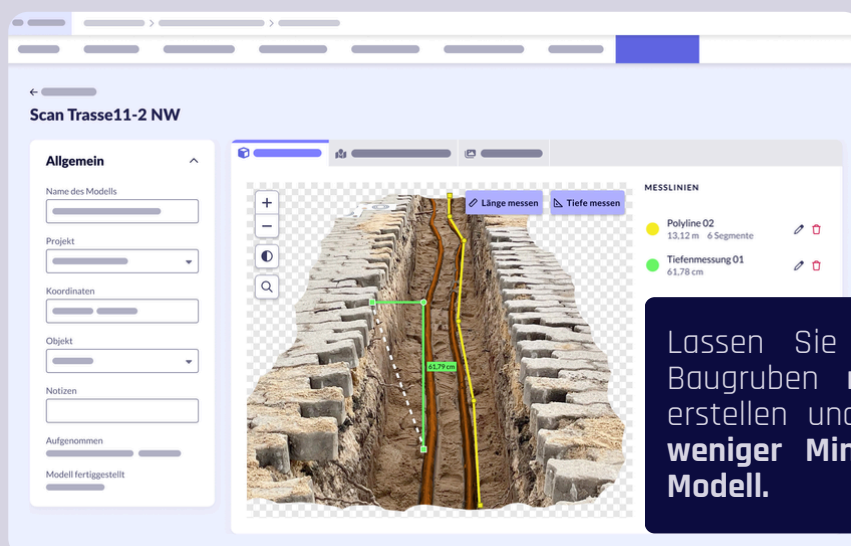 Scan Trasse11-2 NW
Allgemein
Name des Modells
Projekt
Koordinaten
Objekt
Notizen
Aufgenommen
Modell fertiggestellt
Länge messen
Tiefe messen
61,79 cm
MESSLINIEN
Polyline 02
13,12 m 6 Segmente
Tiefenmessung 01
61,78 cm
Lassen Sie
Baugruben
erstellen
weniger
Modell.